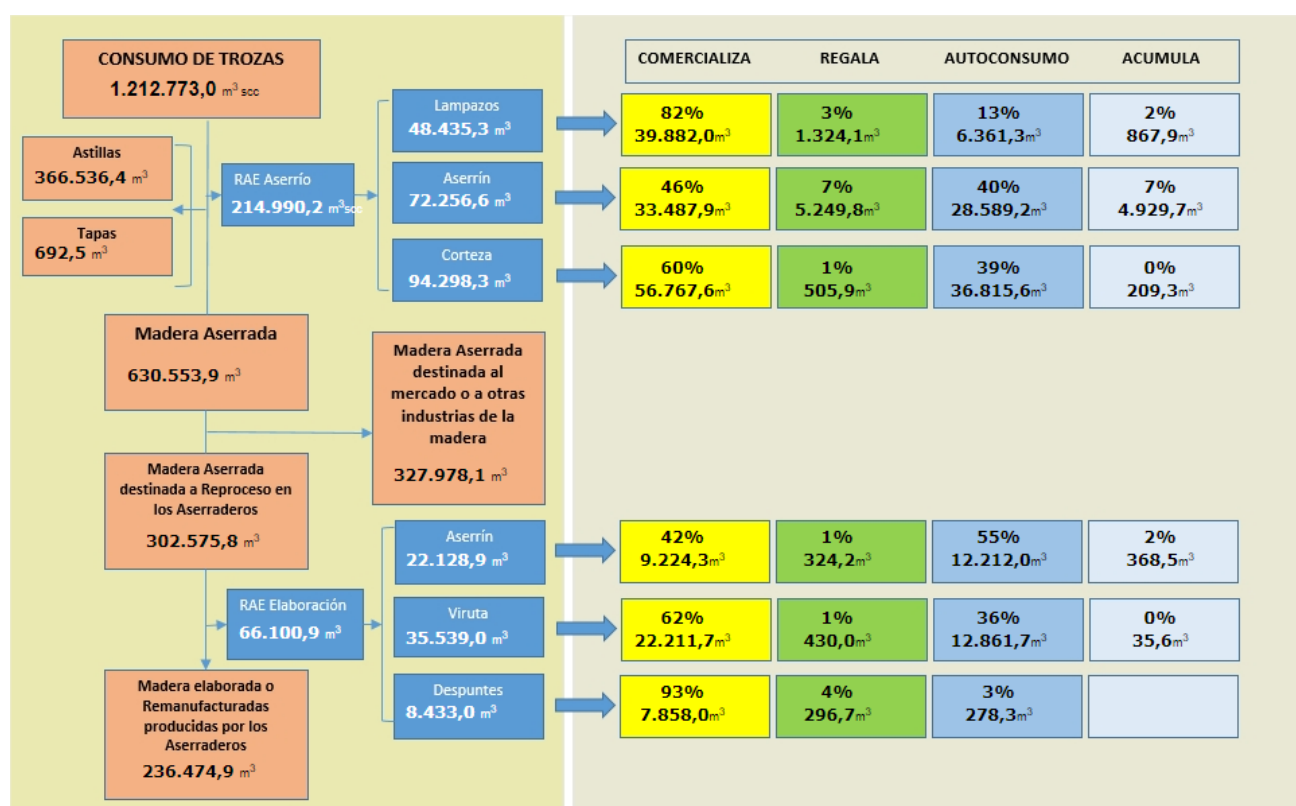 CONSUMO DE TROZAS
1.212.773,0 m³ scc
Astillas
366.536,4 m³
Tapas
692,5 m³
RAE Aserrío
214.990,2 m³scc
Lampazos
48.435,3 m³
Aserrín
72.256,6 m³
Corteza
94.298,3 m³
COMERCIALIZA REGALA AUTOCONSUMO ACUMULA
82% 3% 13% 2%
39.882,0m³ 1.324,1m³ 6.361,3m³ 867,9m³
46% 7% 40% 7%
33.487,9m³ 5.249,8m³ 28.589,2m³ 4.929,7m³
60% 1% 39% 0%
56.767,6m³ 505,9m³ 36.815,6m³ 209,3m³
Madera Aserrada
630.553,9 m³
Madera Aserrada
destinada al
mercado o a otras
industrias de la
madera
327.978,1 m³
Madera Aserrada
destinada a Reproceso en
los Aserraderos
302.575,8 m³
RAE Elaboración
66.100,9 m³
Aserrín
22.128,9 m³
Viruta
35.539,0 m³
Despuntes
8.433,0 m³
42% 1% 55% 2%
9.224,3m³ 324,2m³ 12.212,0m³ 368,5m³
62% 1% 36% 0%
22.211,7m³ 430,0m³ 12.861,7m³ 35,6m³
93% 4% 3%
7.858,0m³ 296,7m³ 278,3m³
Madera elaborada o
Remanufacturadas
producidas por los
Aserraderos
236.474,9 m³